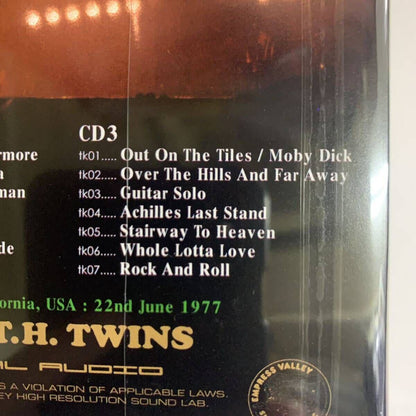 CD3
rmore
tk01.....Out On The Tiles / Moby Dick
a
tk02.....Over The Hills And Far Away
man
tk03.....Guitar Solo
tk04.....Achilles Last Stand
tk05.....Stairway To Heaven
de
tk06.....Whole Lotta Love
tk07.....Rock And Roll
ornia, USA : 22nd June 1977
T.H. TWINS
AL AUDIO
S A VIOLATION OF APPLICABLE LAWS.
EY HIGH RESOLUTION SOUND LAB.
EMPRESS VALLEY